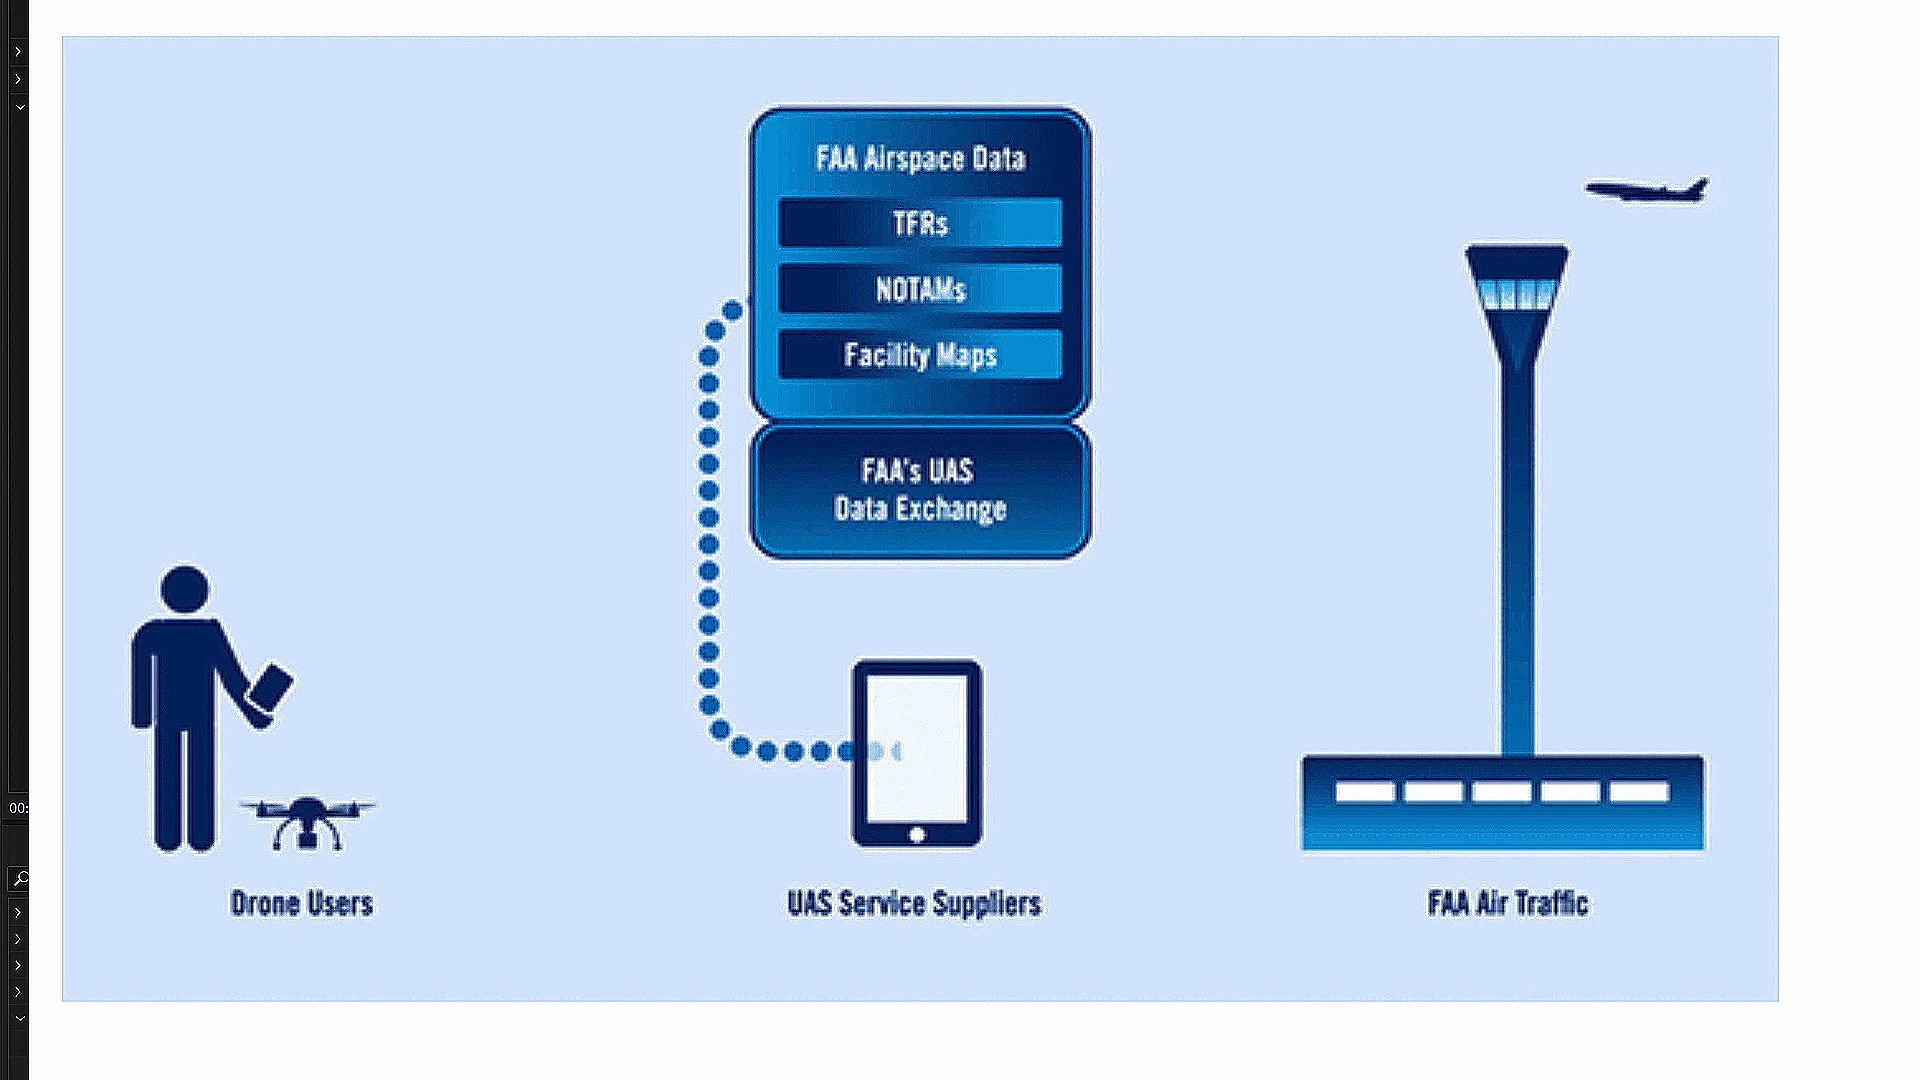 FAA Airspace Data
TFRs
NOTAMs
Facility Maps
FAA's UAS
Data Exchange
00:
Drone Users
UAS Service Suppliers
FAA Air Traffic